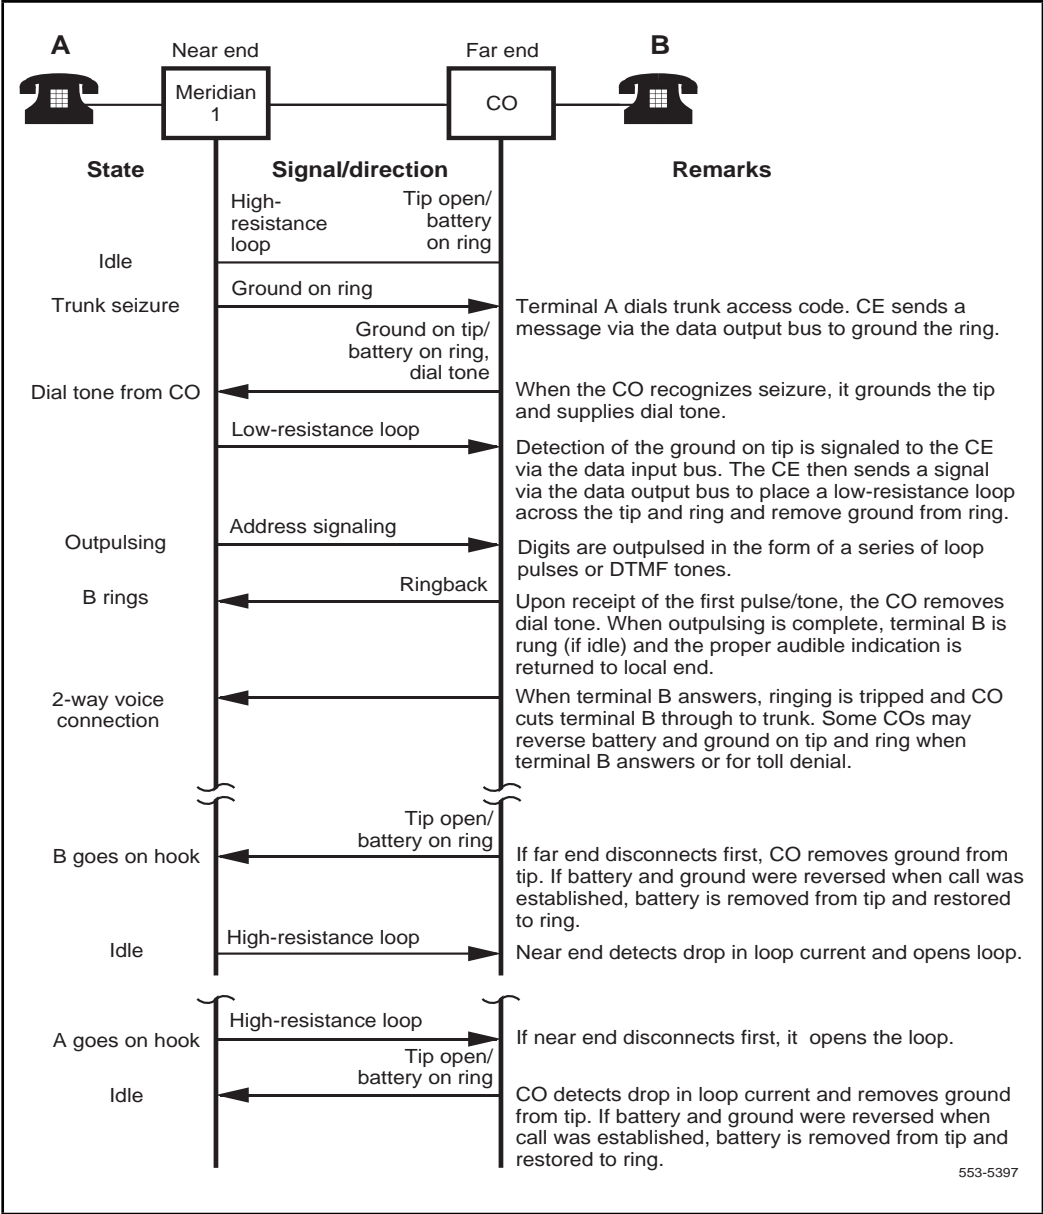 A
Near end
Far end
B
Meridian
1
CO
State
Signal/direction
Remarks
High-
resistance
loop
Tip open/
battery
on ring
Idle
Trunk seizure
Ground on ring
Terminal A dials trunk access code. CE sends a
message via the data output bus to ground the ring.
Ground on tip/
battery on ring,
dial tone
Dial tone from CO
When the CO recognizes seizure, it grounds the tip
and supplies dial tone.
Low-resistance loop
Detection of the ground on tip is signaled to the CE
via the data input bus. The CE then sends a signal
via the data output bus to place a low-resistance loop
across the tip and ring and remove ground from ring.
Outpulsing
Address signaling
Digits are outpulsed in the form of a series of loop
pulses or DTMF tones.
B rings
Ringback
Upon receipt of the first pulse/tone, the CO removes
dial tone. When outpulsing is complete, terminal B is
rung (if idle) and the proper audible indication is
returned to local end.
2-way voice
connection
When terminal B answers, ringing is tripped and CO
cuts terminal B through to trunk. Some COs may
reverse battery and ground on tip and ring when
terminal B answers or for toll denial.
Tip open/
battery on ring
B goes on hook
If far end disconnects first, CO removes ground from
tip. If battery and ground were reversed when call was
established, battery is removed from tip and restored
to ring.
Idle
High-resistance loop
Near end detects drop in loop current and opens loop.
A goes on hook
High-resistance loop
If near end disconnects first, it opens the loop.
Tip open/
battery on ring
Idle
CO detects drop in loop current and removes ground
from tip. If battery and ground were reversed when
call was established, battery is removed from tip and
restored to ring.
553-5397